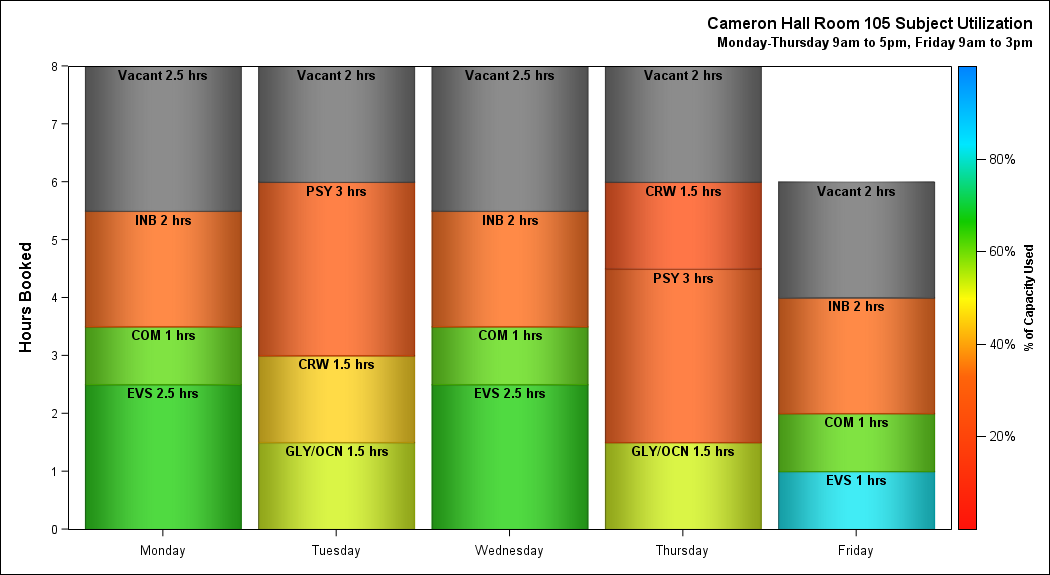 Cameron Hall Room 105 Subject Utilization
Monday-Thursday 9am to 5pm, Friday 9am to 3pm
Hours Booked
8
7
6
5
4
3
2
1
0
Vacant 2.5 hrs
INB 2 hrs
COM 1 hrs
EVS 2.5 hrs
Monday
Vacant 2 hrs
PSY 3 hrs
CRW 1.5 hrs
GLY/OCN 1.5 hrs
Tuesday
Vacant 2.5 hrs
INB 2 hrs
COM 1 hrs
EVS 2.5 hrs
Wednesday
Vacant 2 hrs
CRW 1.5 hrs
PSY 3 hrs
GLY/OCN 1.5 hrs
Thursday
Vacant 2 hrs
INB 2 hrs
COM 1 hrs
EVS 1 hrs
Friday
80%
60%
40%
20%
% of Capacity Used